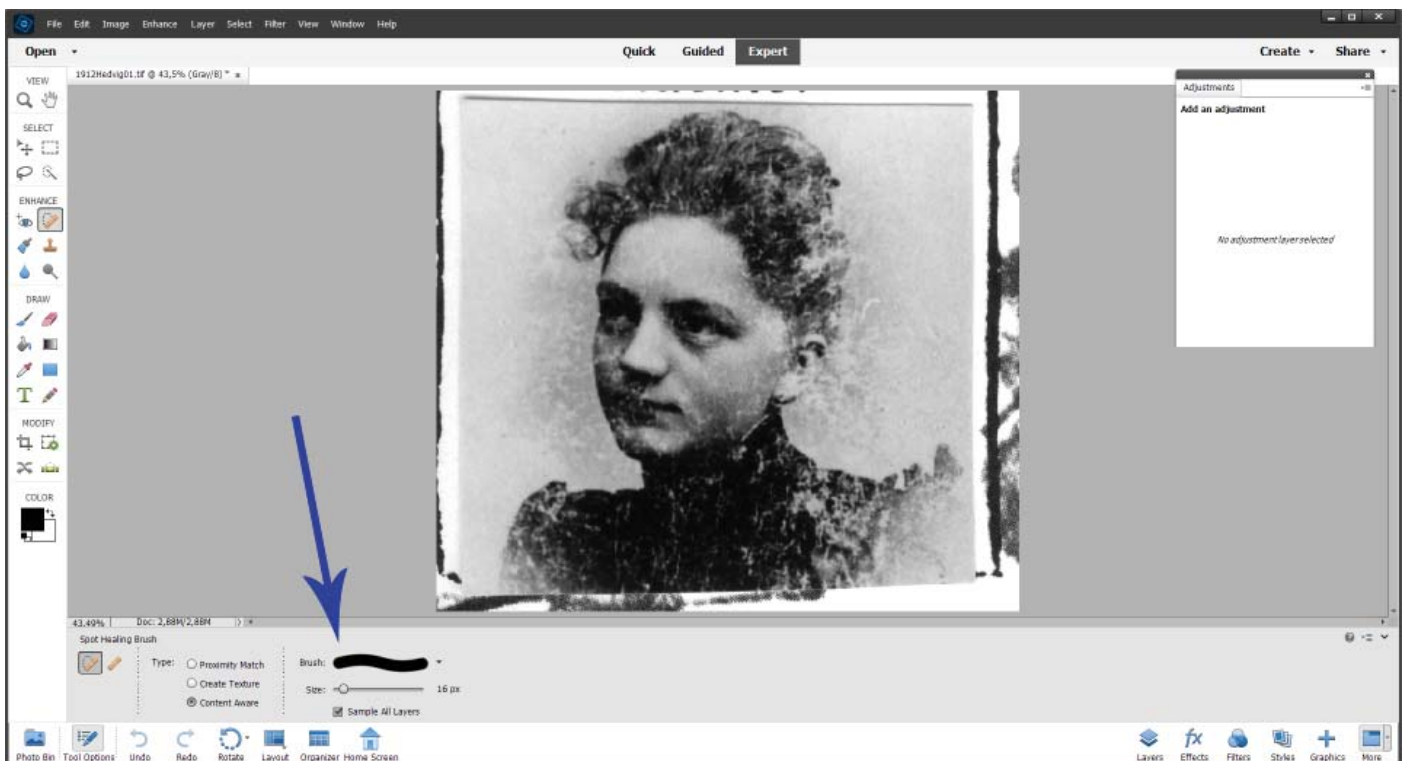 File Edit Image Enhance Layer Select Filter View Window Help
Open Quick Guided Expert Create Share
VIEW
1912Hedvig01.tif @ 43,5% (Gray/8) *
Adjustments
Add an adjustment
SELECT
ENHANCE
No adjustment layer selected
DRAW
MODIFY
COLOR
43,49% Doc: 2,88M/2,88M
Spot Healing Brush
Type: Proximity Match
Create Texture
Content Aware
Brush:
Size: 16 px
Sample All Layers
Photo Bin Tool Options Undo Redo Rotate Layout Organizer Home Screen Layers Effects Filters Styles Graphics More